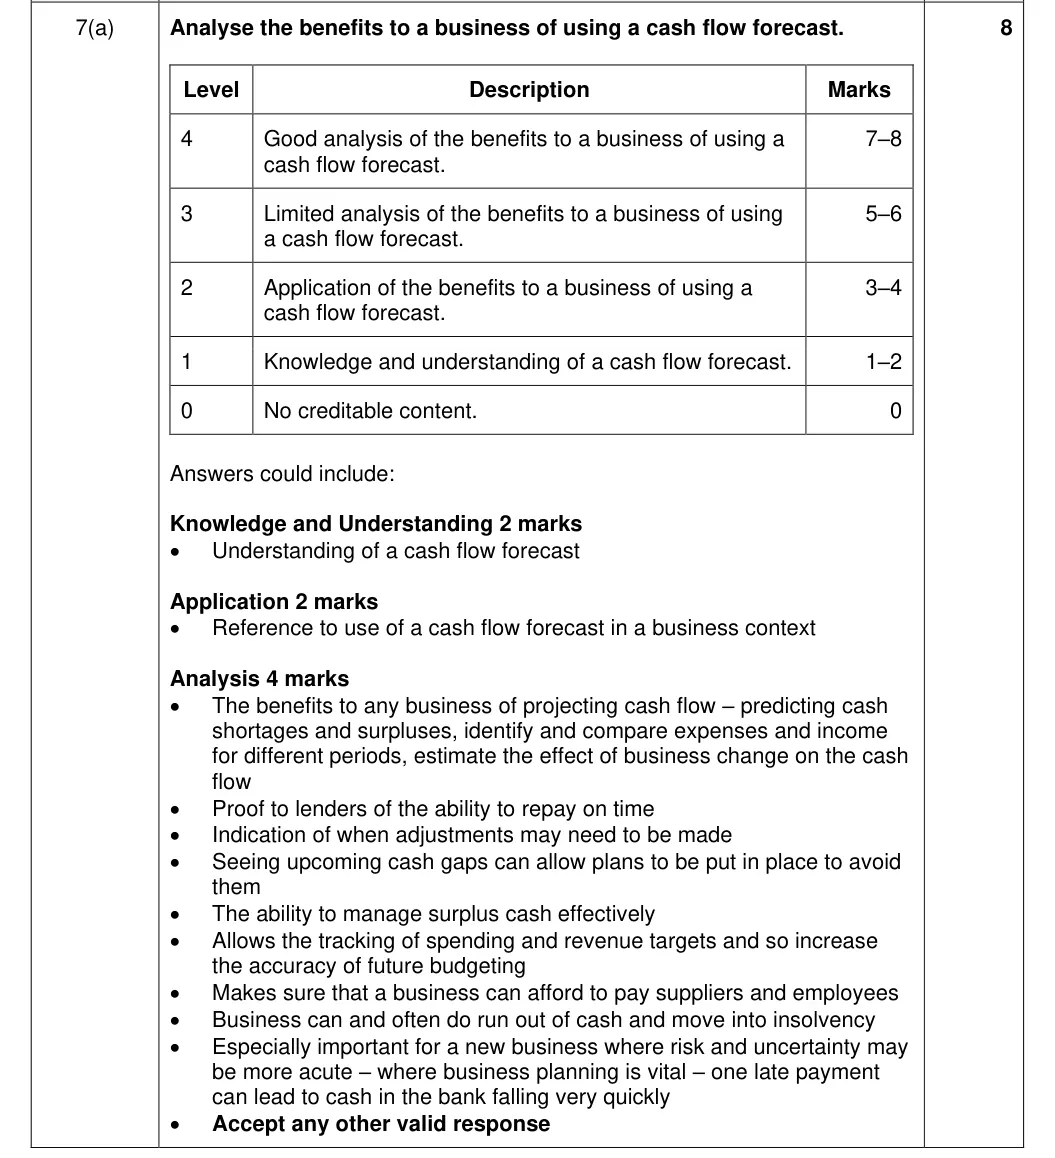 7(a) Analyse the benefits to a business of using a cash flow forecast. 8
Level Description Marks
4 Good analysis of the benefits to a business of using a 7–8
cash flow forecast.
3 Limited analysis of the benefits to a business of using 5–6
a cash flow forecast.
2 Application of the benefits to a business of using a 3–4
cash flow forecast.
1 Knowledge and understanding of a cash flow forecast. 1–2
0 No creditable content. 0
Answers could include:
Knowledge and Understanding 2 marks
• Understanding of a cash flow forecast
Application 2 marks
• Reference to use of a cash flow forecast in a business context
Analysis 4 marks
• The benefits to any business of projecting cash flow – predicting cash
shortages and surpluses, identify and compare expenses and income
for different periods, estimate the effect of business change on the cash
flow
• Proof to lenders of the ability to repay on time
• Indication of when adjustments may need to be made
• Seeing upcoming cash gaps can allow plans to be put in place to avoid
them
• The ability to manage surplus cash effectively
• Allows the tracking of spending and revenue targets and so increase
the accuracy of future budgeting
• Makes sure that a business can afford to pay suppliers and employees
• Business can and often do run out of cash and move into insolvency
• Especially important for a new business where risk and uncertainty may
be more acute – where business planning is vital – one late payment
can lead to cash in the bank falling very quickly
• Accept any other valid response